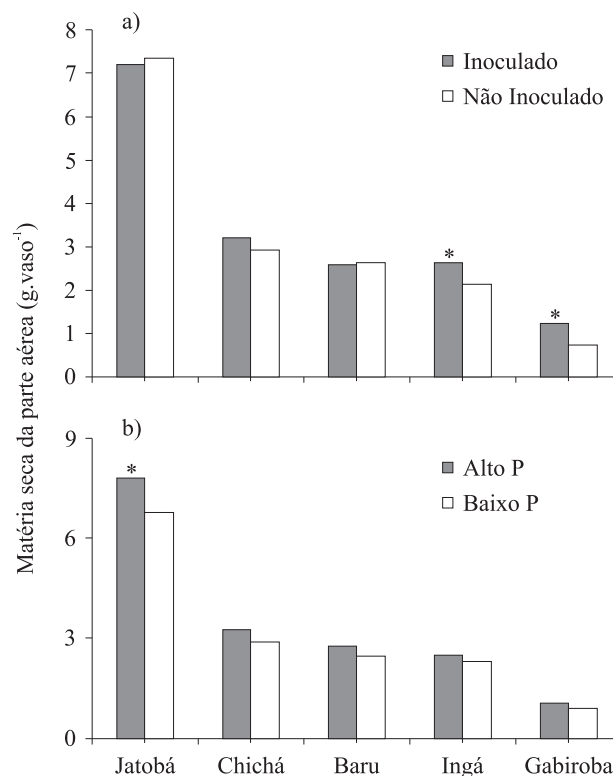 Matéria seca da parte aérea (g.vaso⁻¹)
a)
8
7
6
5
4
3
2
1
0
Inoculado
Não Inoculado
*
*
b)
9
6
3
0
Alto P
Baixo P
*
Jatobá Chichá Baru Ingá Gabiroba